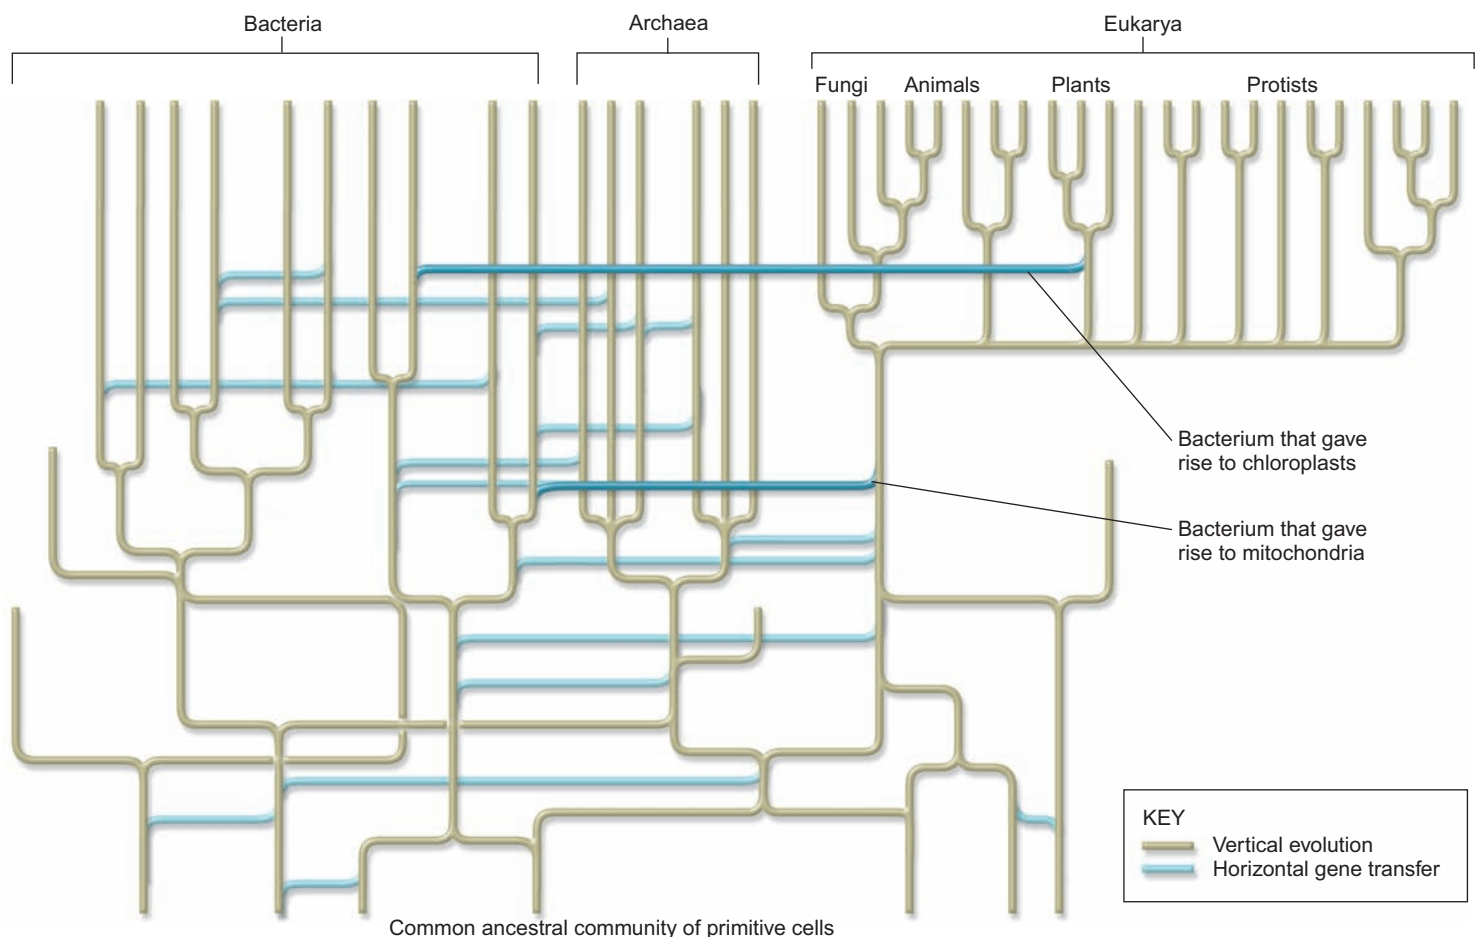 Bacteria
Archaea
Eukarya
Fungi
Animals
Plants
Protists
Bacterium that gave
rise to chloroplasts
Bacterium that gave
rise to mitochondria
KEY
Vertical evolution
Horizontal gene transfer
Common ancestral community of primitive cells